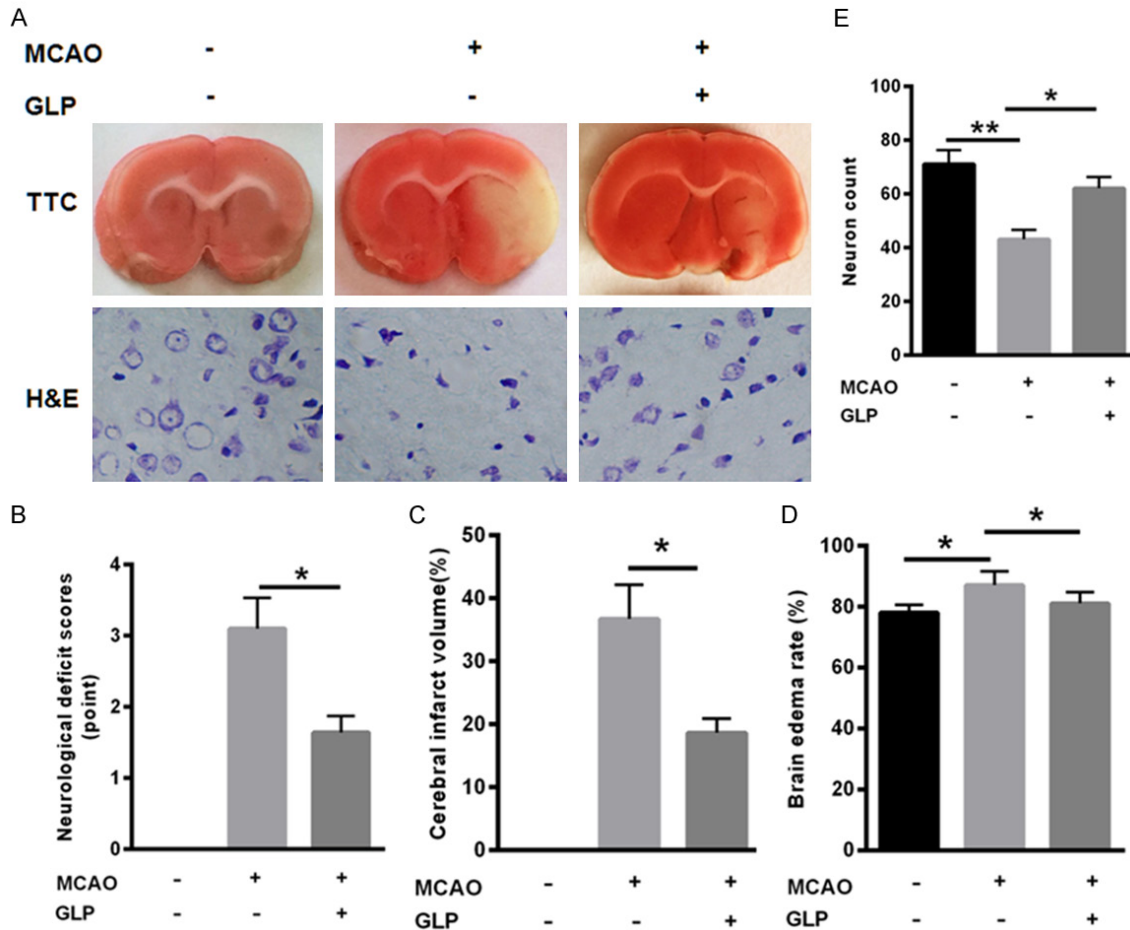 A
MCAO - + +
GLP - - +
TTC
H&E
E
Neuron count
100
80
60
40
20
0
**
*
MCAO - + +
GLP - - +
B
Neurological deficit scores
(point)
4
3
2
1
0
*
MCAO - + +
GLP - - +
C
Cerebral infarct volume(%)
50
40
30
20
10
0
*
MCAO - + +
GLP - - +
D
Brain edema rate (%)
100
80
60
40
20
0
*
*
MCAO - + +
GLP - - +